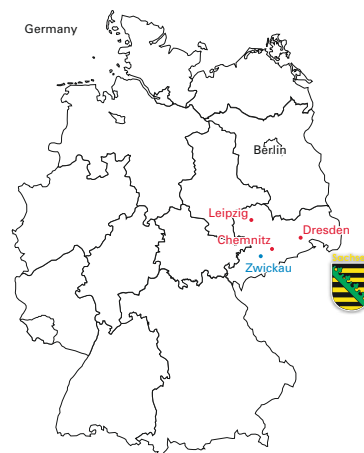 Germany
Berlin
Leipzig
Dresden
Chemnitz
Zwickau